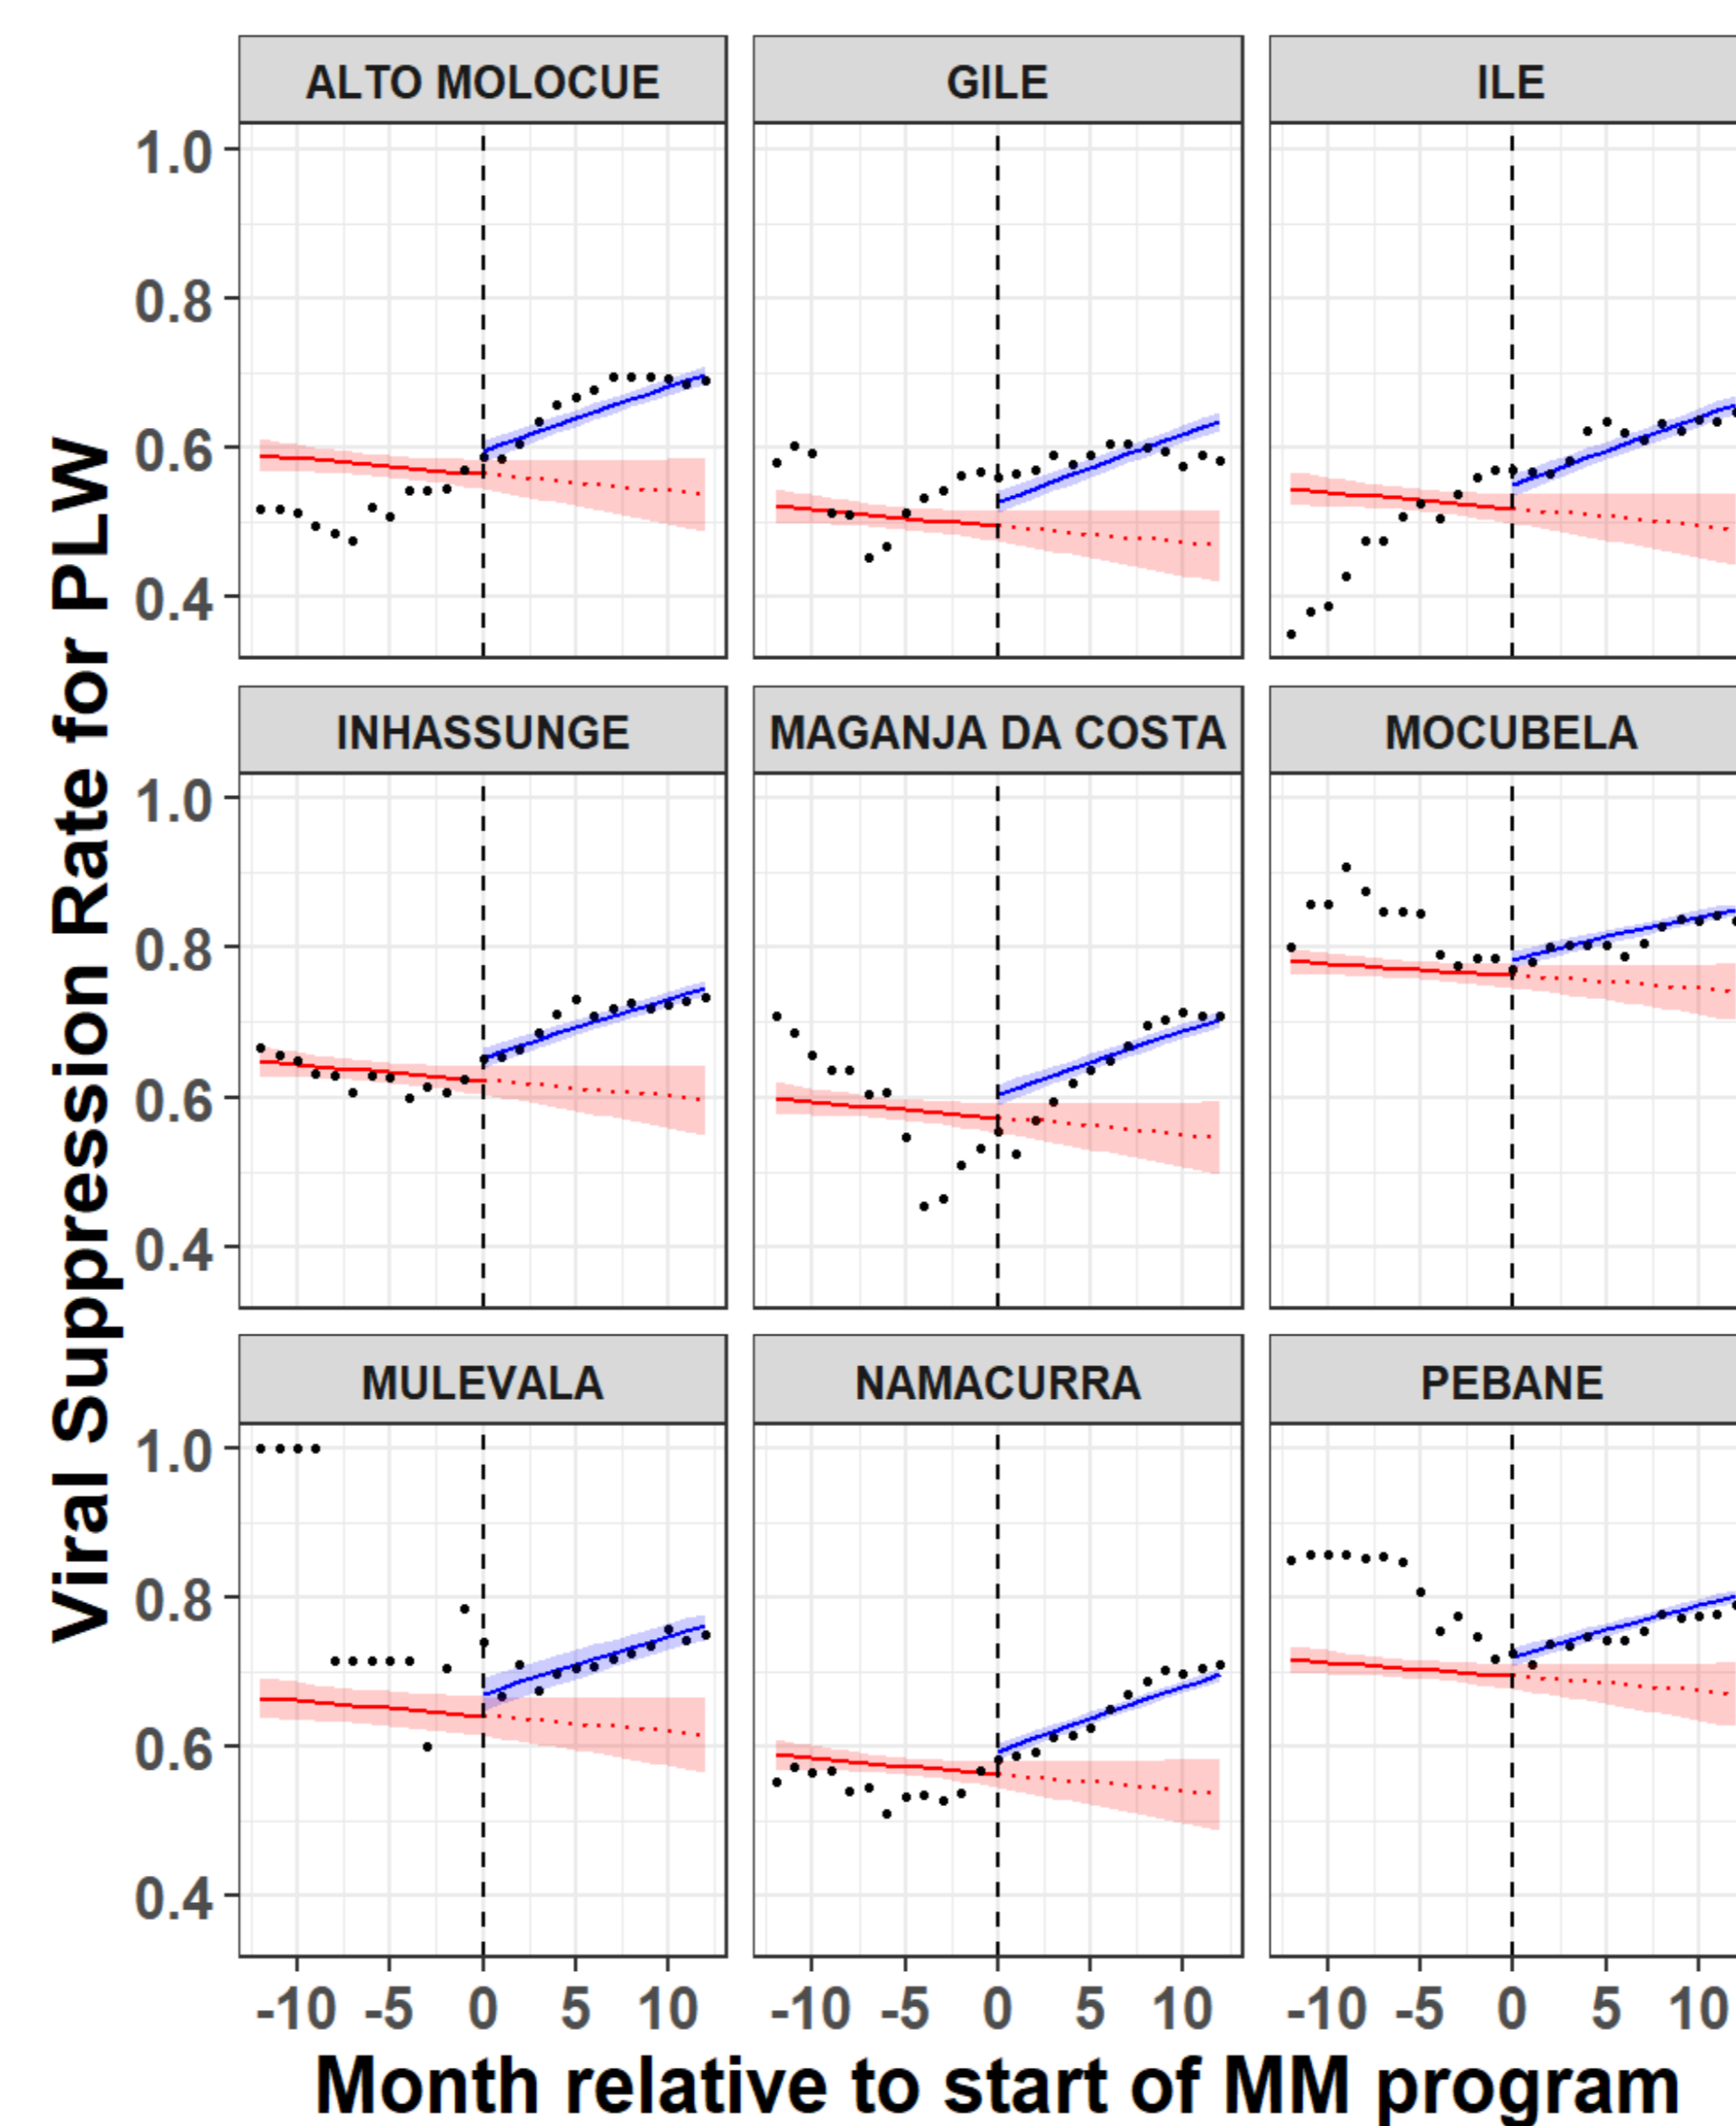 Viral Suppression Rate for PLW
ALTO MOLOCUE GILE ILE
1.0
0.8
0.6
0.4
INHASSUNGE MAGANJA DA COSTA MOCUBELA
1.0
0.8
0.6
0.4
MULEVALA NAMACURRA PEBANE
1.0
0.8
0.6
0.4
-10 -5 0 5 10 -10 -5 0 5 10 -10 -5 0 5 10
Month relative to start of MM program